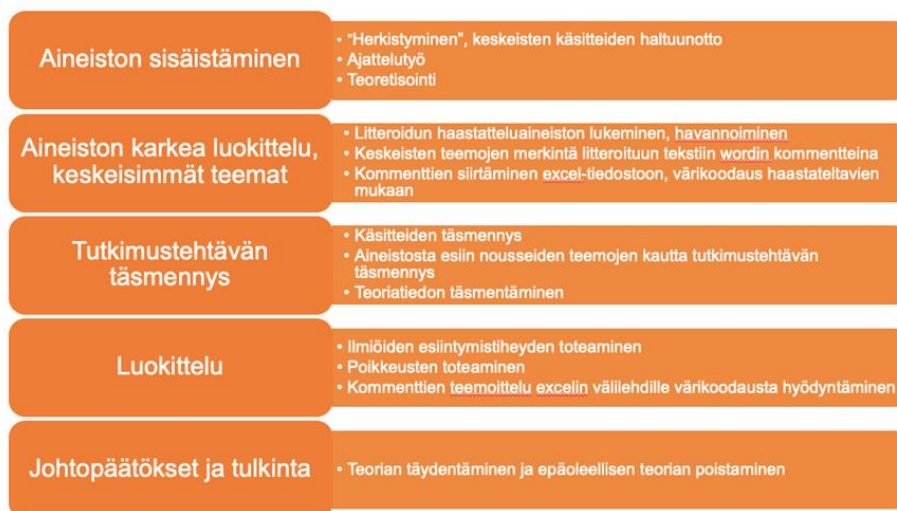 Aineiston sisäistäminen
• "Herkistyminen", keskeisten käsitteiden haltuunotto
• Ajattelutyö
• Teoretisointi
Aineiston karkea luokittelu,
keskeisimmät teemat
• Litteroidun haastatteluaineiston lukeminen, havannoiminen
• Keskeisten teemojen merkintä litteroituun tekstiin wordin kommentteina
• Kommenttien siirtäminen excel-tiedostoon, värikoodaus haastateltavien
mukaan
Tutkimustehtävän
täsmennys
• Käsitteiden täsmennys
• Aineistosta esiin nousseiden teemojen kautta tutkimustehtävän
täsmennys
• Teoriatiedon täsmentäminen
Luokittelu
• Ilmiöiden esiintymistiheyden toteaminen
• Poikkeusten toteaminen
• Kommenttien teemoittelu excelin välilehdille värikoodausta hyödyntäminen
Johtopäätökset ja tulkinta
• Teorian täydentäminen ja epäoleellisen teorian poistaminen